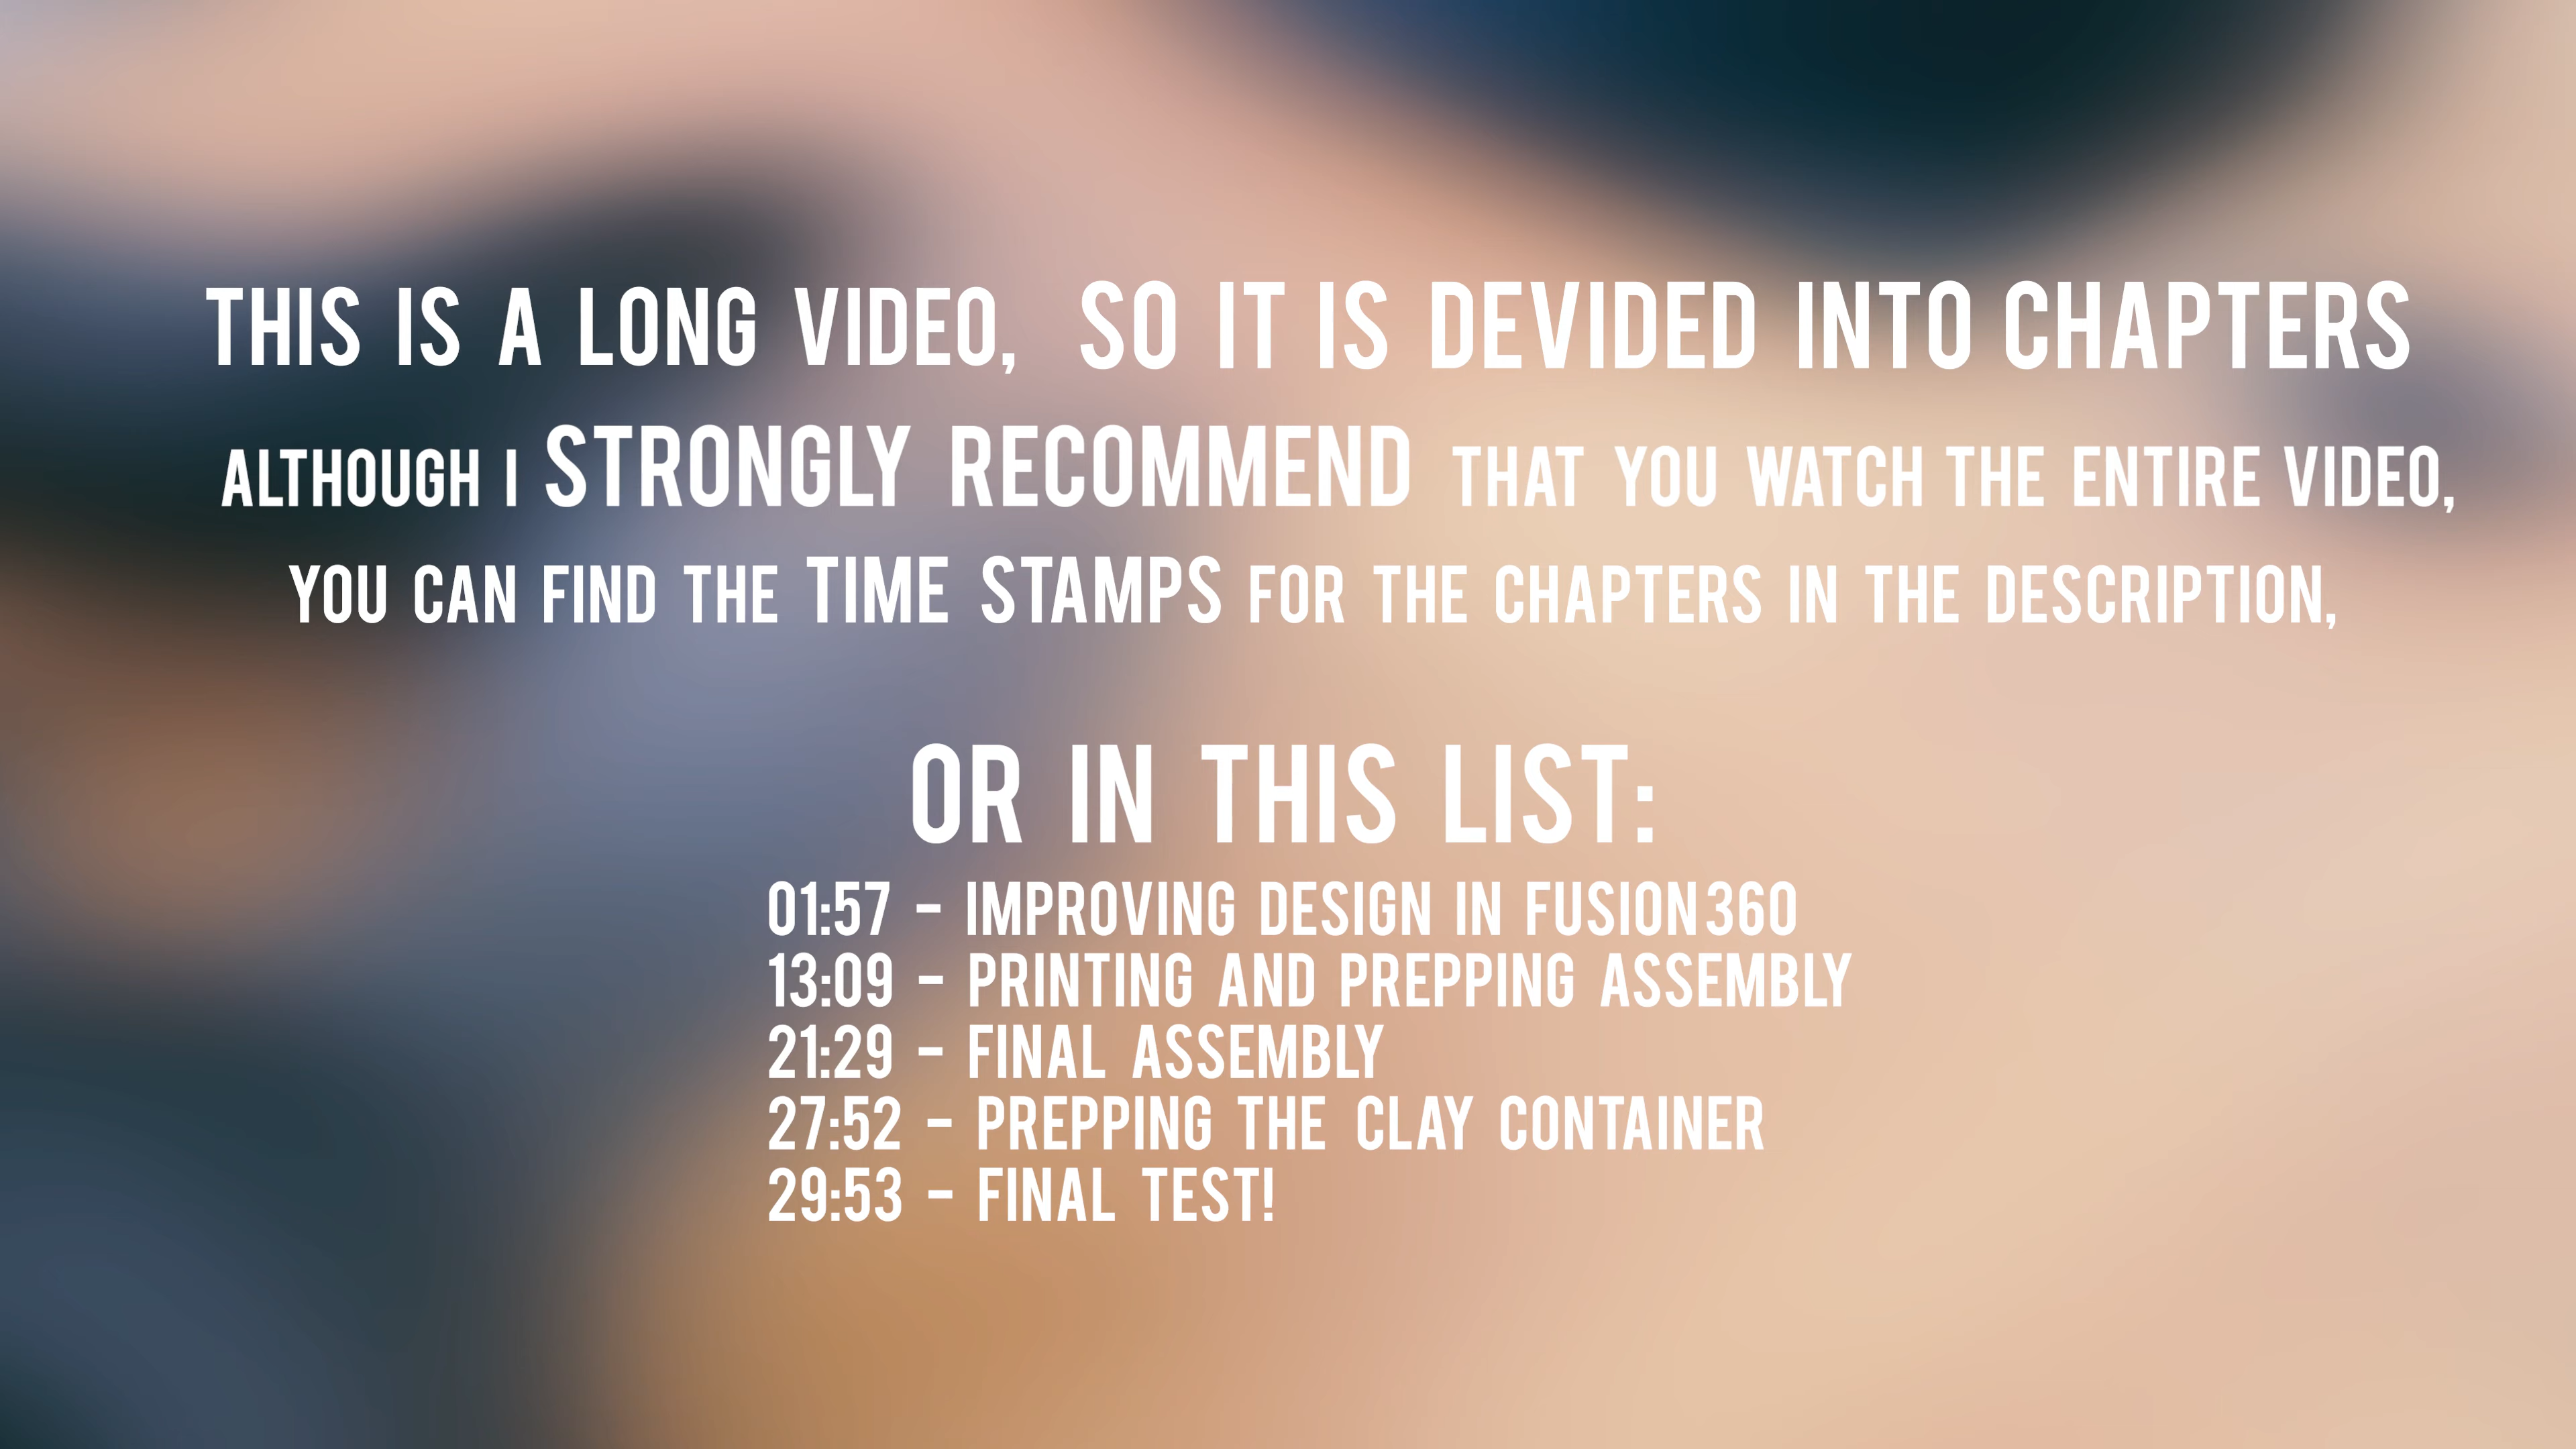 THIS IS A LONG VIDEO, SO IT IS DEVIDED INTO CHAPTERS
ALTHOUGH I STRONGLY RECOMMEND THAT YOU WATCH THE ENTIRE VIDEO,
YOU CAN FIND THE TIME STAMPS FOR THE CHAPTERS IN THE DESCRIPTION,
OR IN THIS LIST:
01:57 - IMPROVING DESIGN IN FUSION360
13:09 - PRINTING AND PREPPING ASSEMBLY
21:29 - FINAL ASSEMBLY
27:52 - PREPPING THE CLAY CONTAINER
29:53 - FINAL TEST!